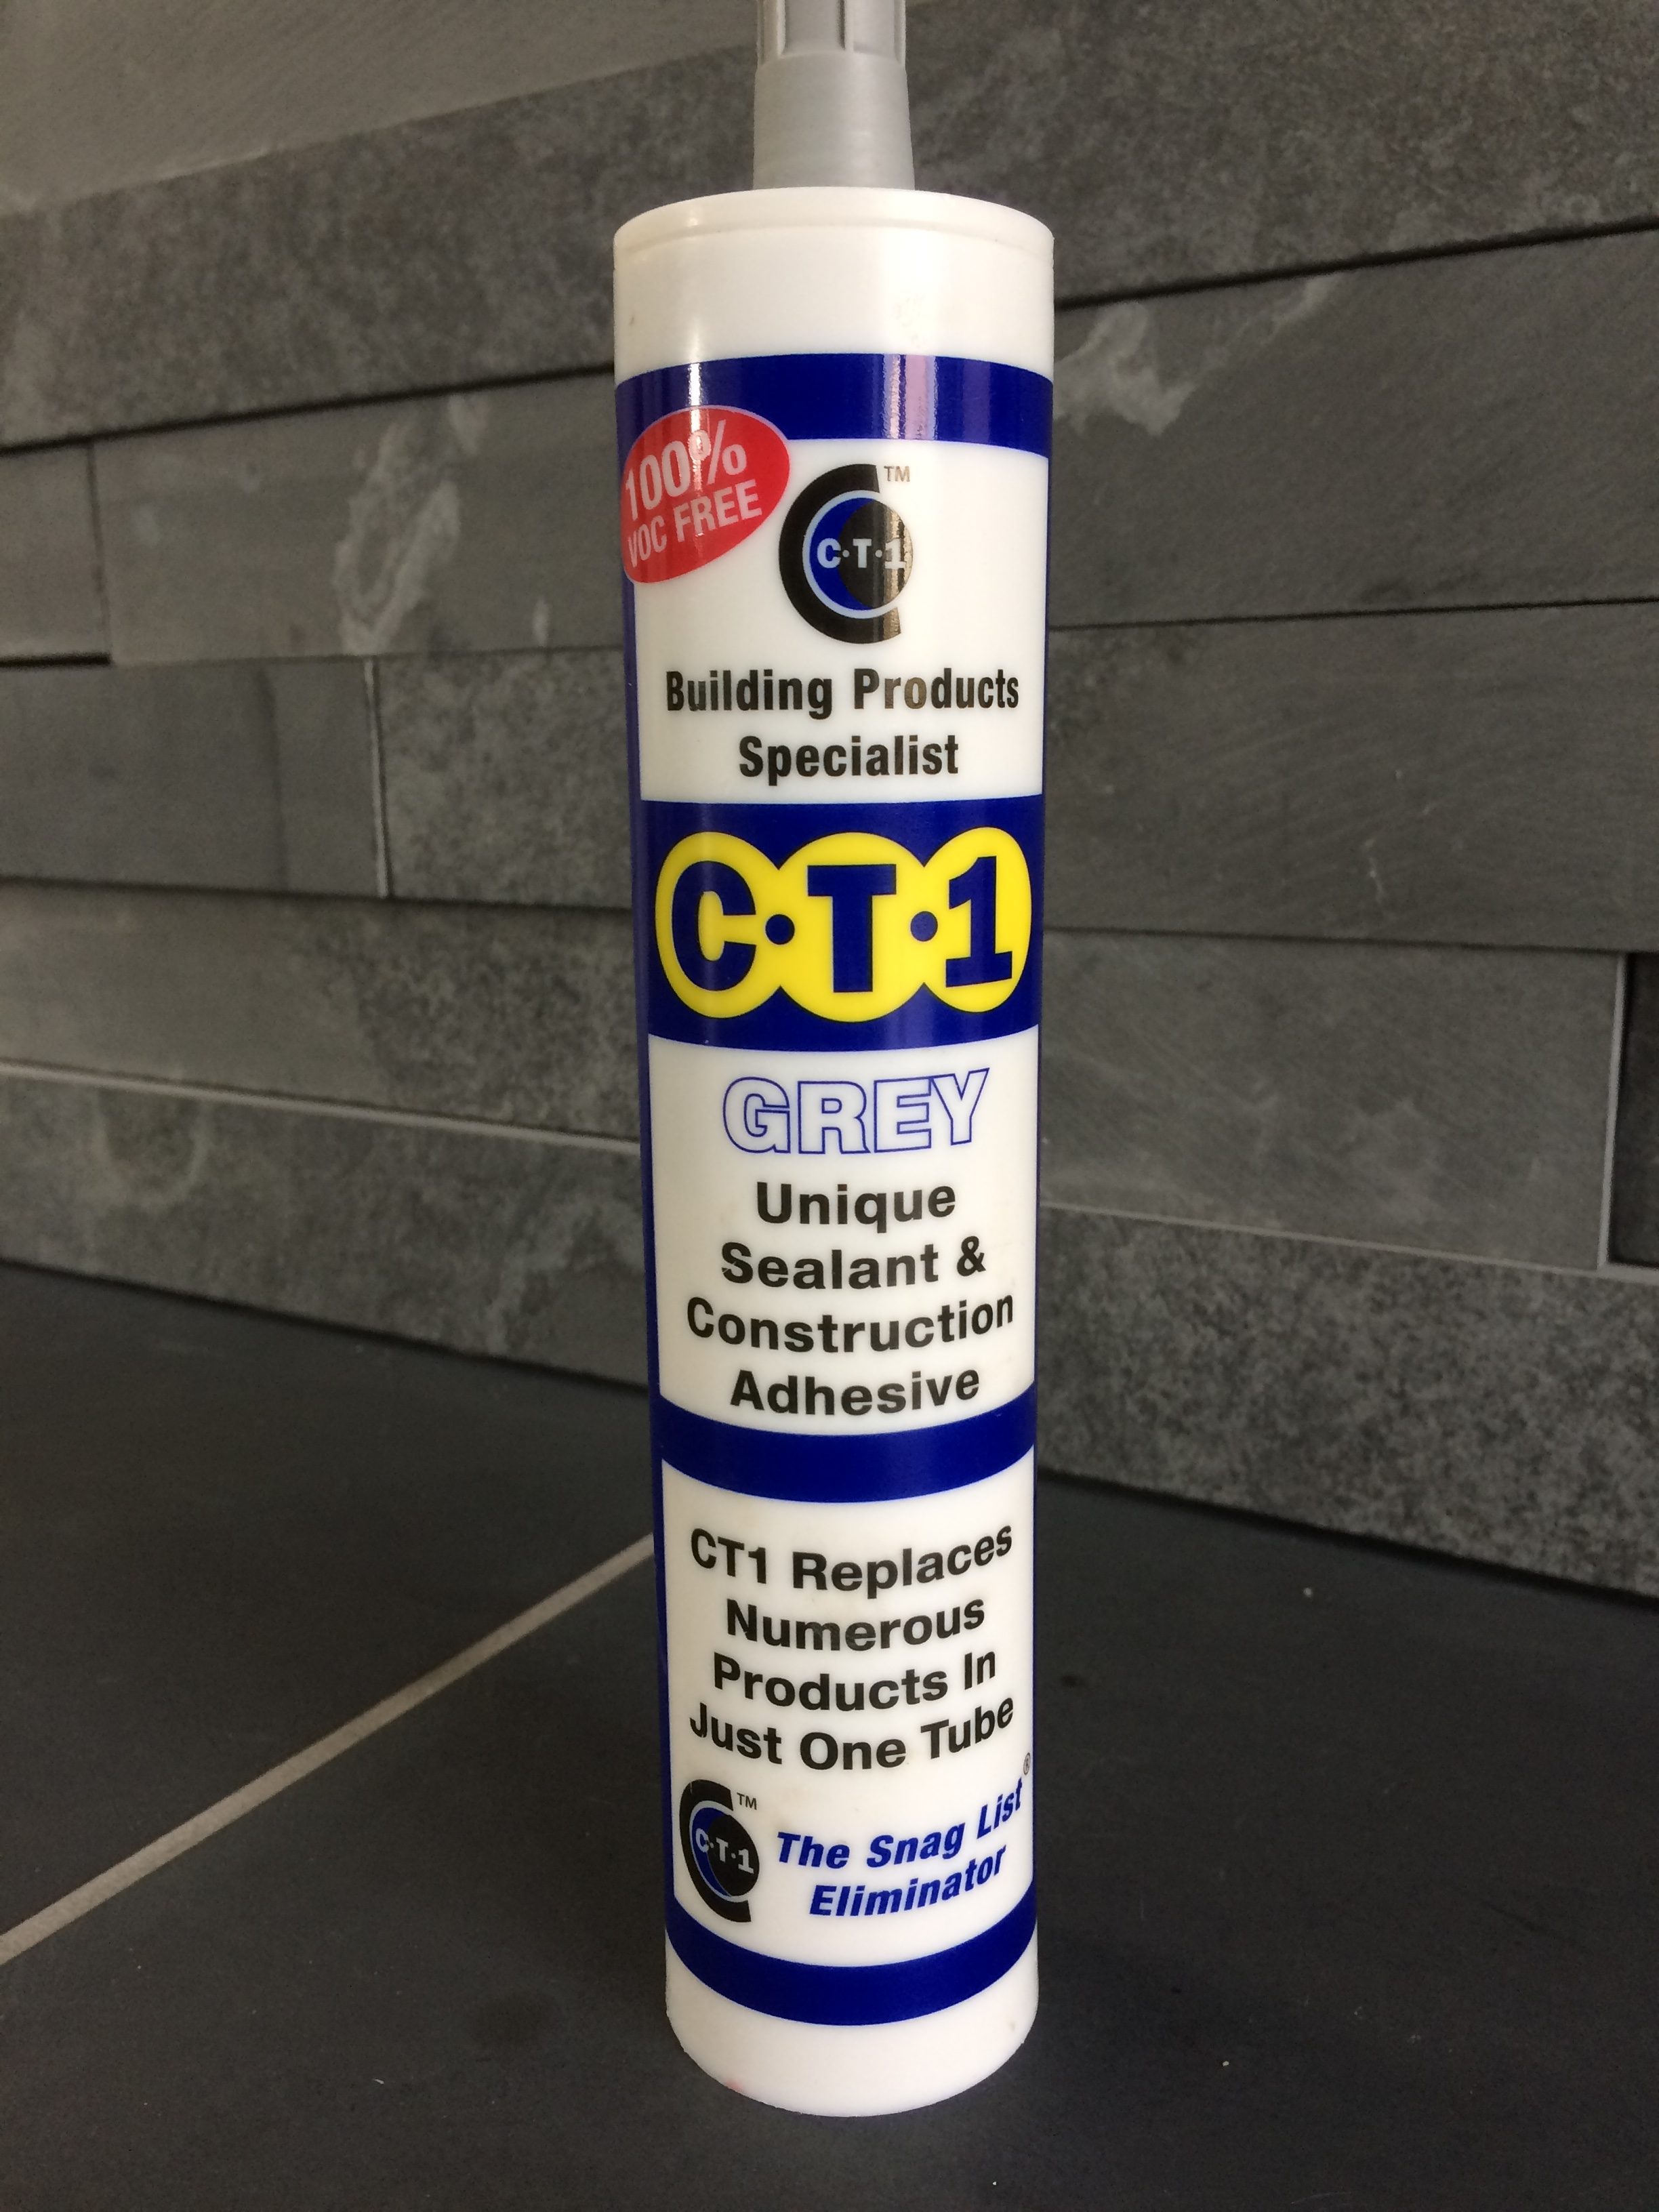 100%
VOC FREE
TM
C·T·1
Building Products
Specialist
C·T·1
GREY
Unique
Sealant &
Construction
Adhesive
CT1 Replaces
Numerous
Products In
Just One Tube
TM
C·T·1
The Snag List®
Eliminator